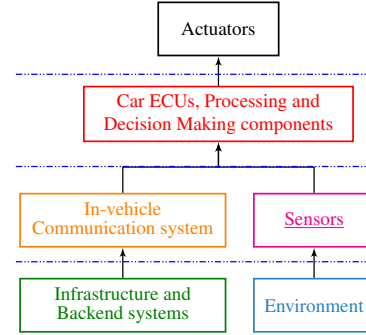 Actuators
Car ECUs, Processing and
Decision Making components
In-vehicle
Communication system
Sensors
Infrastructure and
Backend systems
Environment